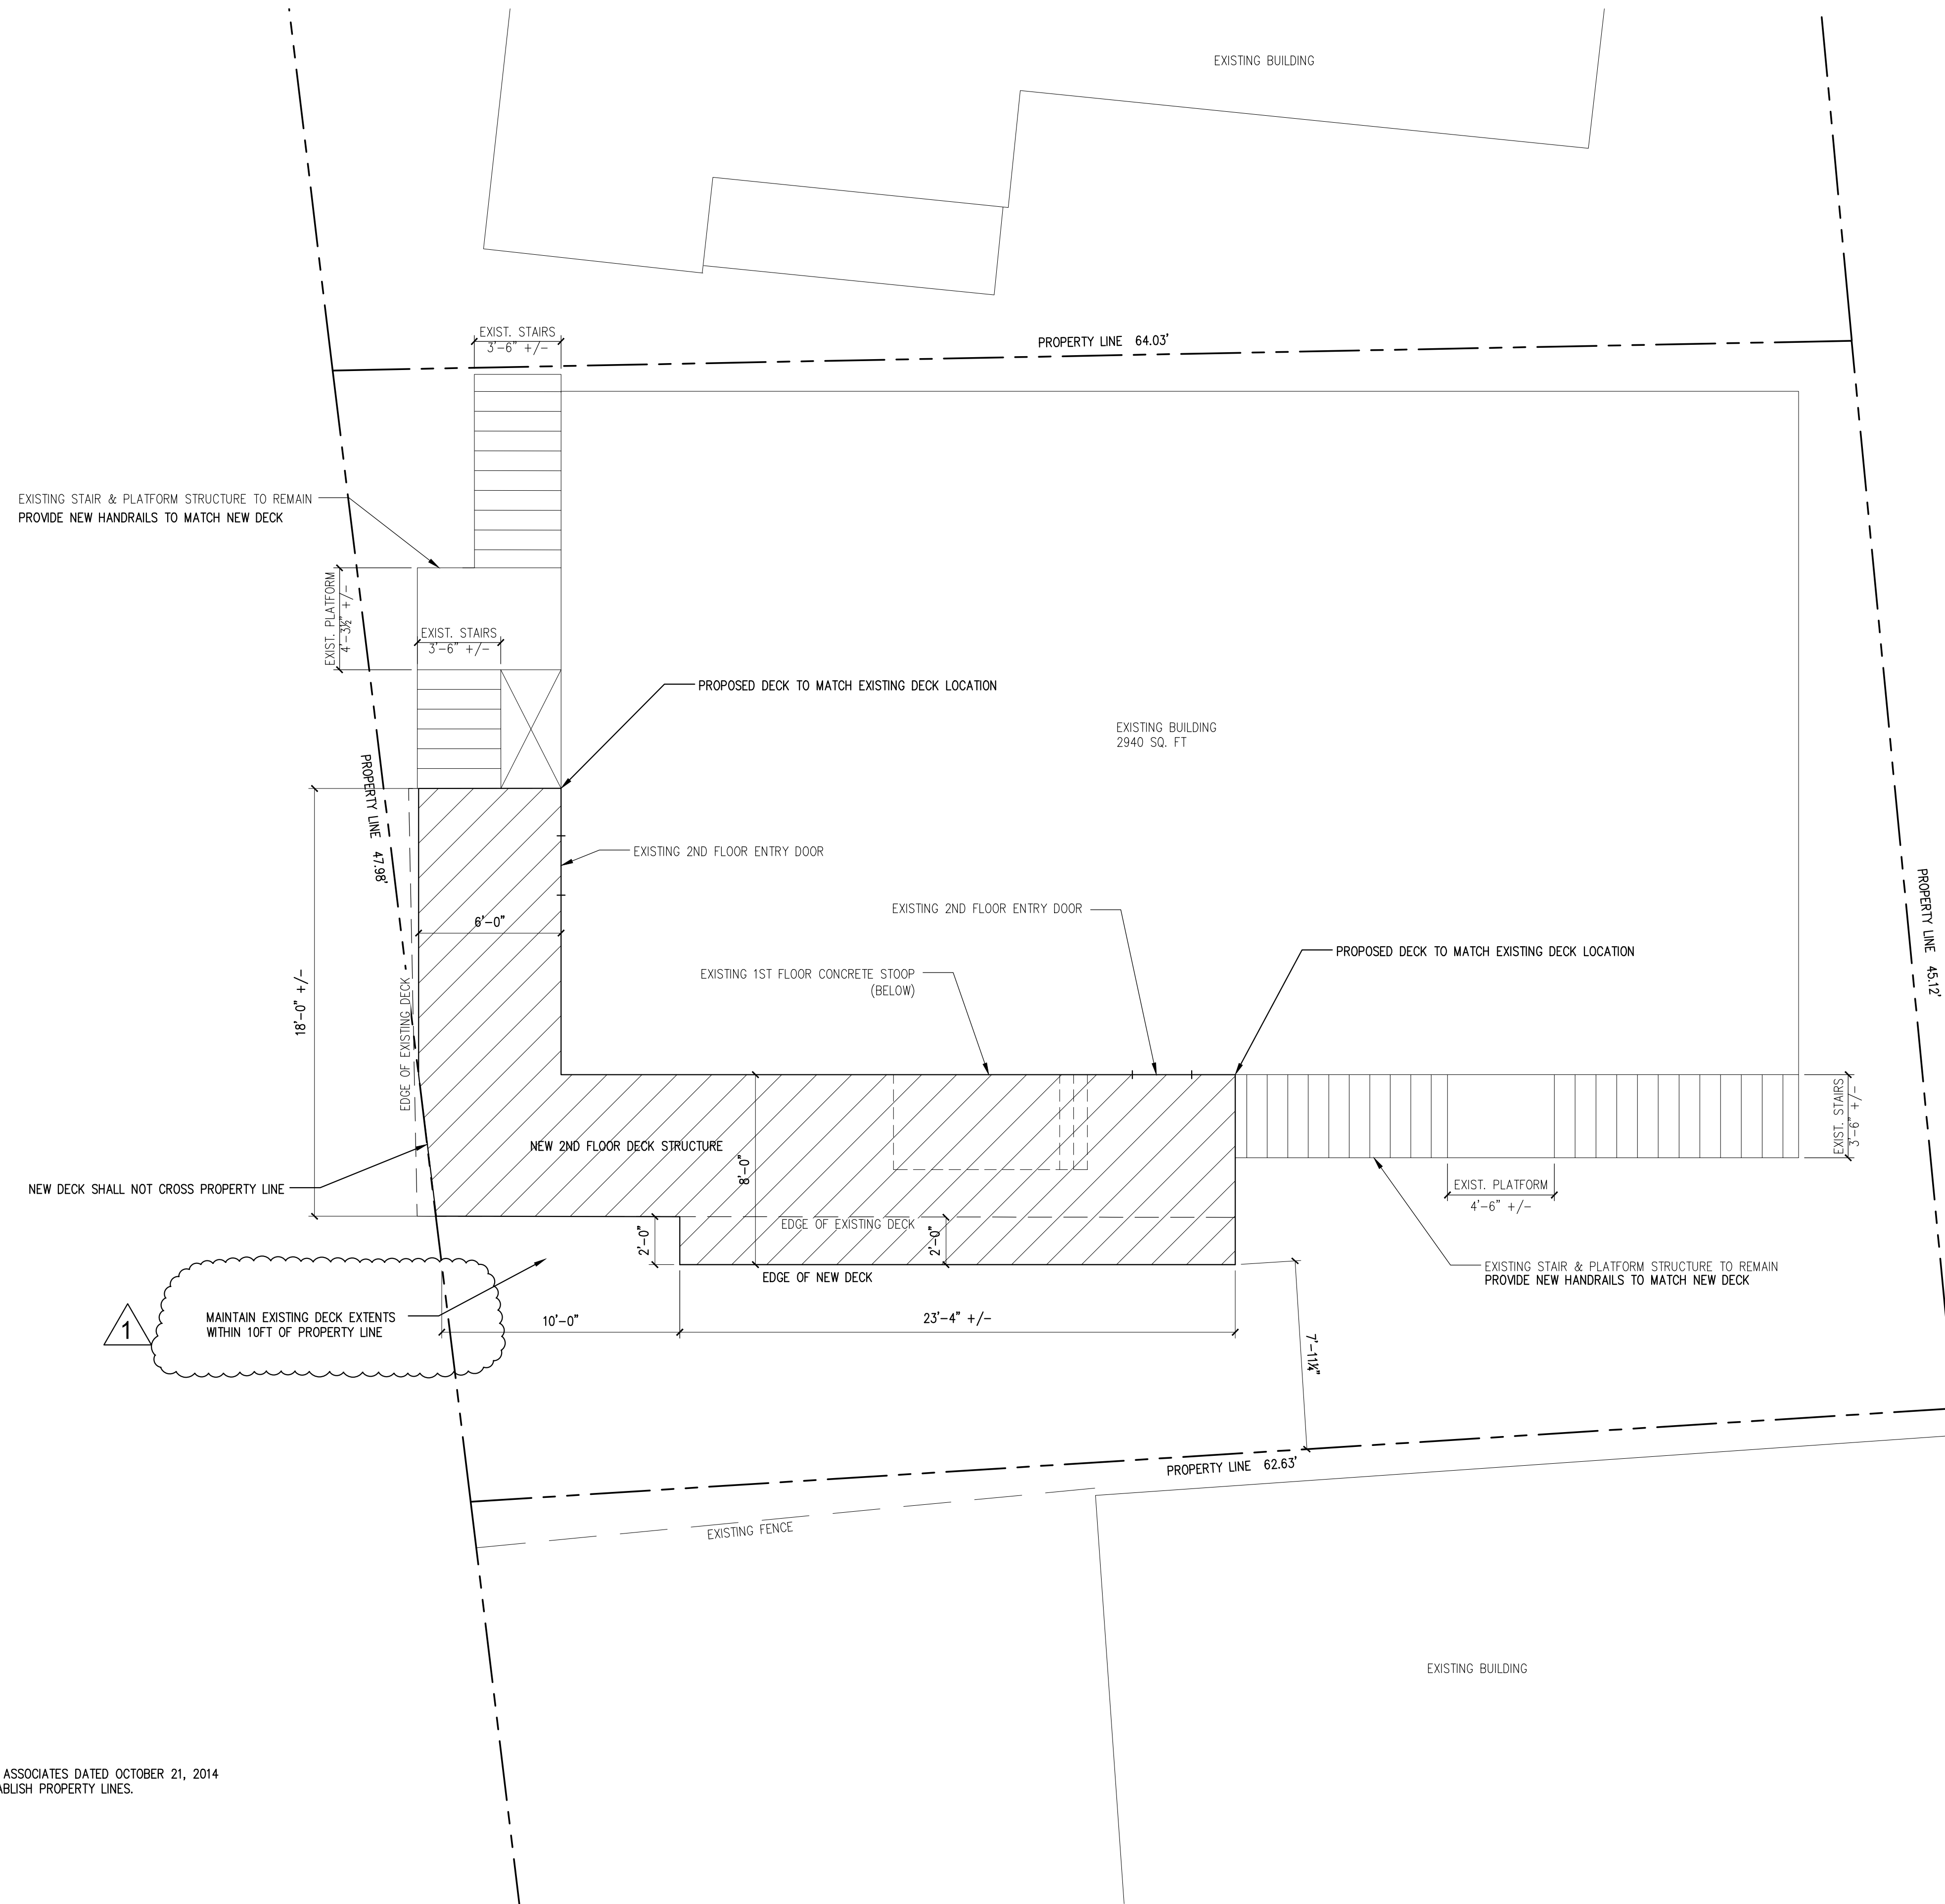 EXISTING BUILDING
EXIST. STAIRS
3'-6" +/-
PROPERTY LINE 64.03'
EXISTING STAIR & PLATFORM STRUCTURE TO REMAIN
PROVIDE NEW HANDRAILS TO MATCH NEW DECK
EXIST. PLATFORM
4'-3½" +/-
EXIST. STAIRS
3'-6" +/-
PROPOSED DECK TO MATCH EXISTING DECK LOCATION
EXISTING BUILDING
2940 SQ. FT
PROPERTY LINE 47.98'
EXISTING 2ND FLOOR ENTRY DOOR
6'-0"
EXISTING 2ND FLOOR ENTRY DOOR
PROPERTY LINE 45.12'
PROPOSED DECK TO MATCH EXISTING DECK LOCATION
EXISTING 1ST FLOOR CONCRETE STOOP
(BELOW)
18'-0" +/-
EDGE OF EXISTING DECK
EXIST. STAIRS
3'-6" +/-
NEW 2ND FLOOR DECK STRUCTURE
8'-0"
NEW DECK SHALL NOT CROSS PROPERTY LINE
EXIST. PLATFORM
4'-6" +/-
EDGE OF EXISTING DECK
2'-0"
2'-0"
EXISTING STAIR & PLATFORM STRUCTURE TO REMAIN
PROVIDE NEW HANDRAILS TO MATCH NEW DECK
EDGE OF NEW DECK
1
MAINTAIN EXISTING DECK EXTENTS
WITHIN 10FT OF PROPERTY LINE
10'-0"
23'-4" +/-
7'-11¼"
PROPERTY LINE 62.63'
EXISTING FENCE
EXISTING BUILDING
ASSOCIATES DATED OCTOBER 21, 2014
ABLISH PROPERTY LINES.